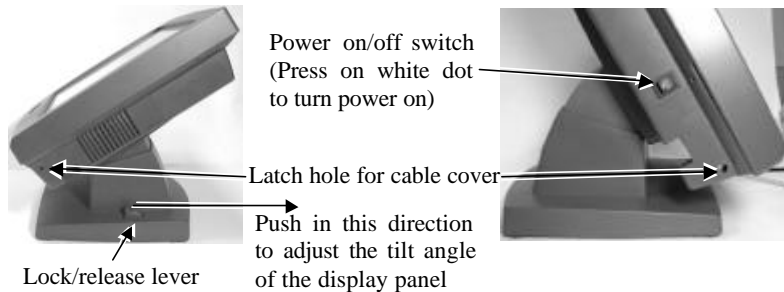 Power on/off switch
(Press on white dot
to turn power on)
Latch hole for cable cover
Push in this direction
to adjust the tilt angle
of the display panel
Lock/release lever